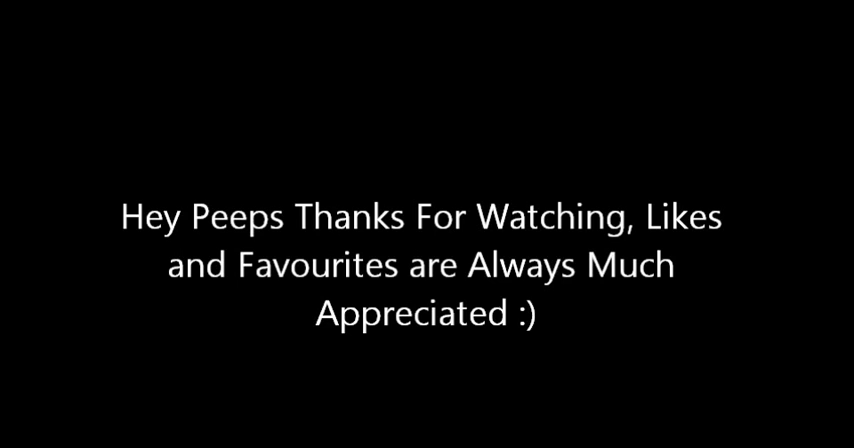 Hey Peeps Thanks For Watching, Likes
and Favourites are Always Much
Appreciated :)